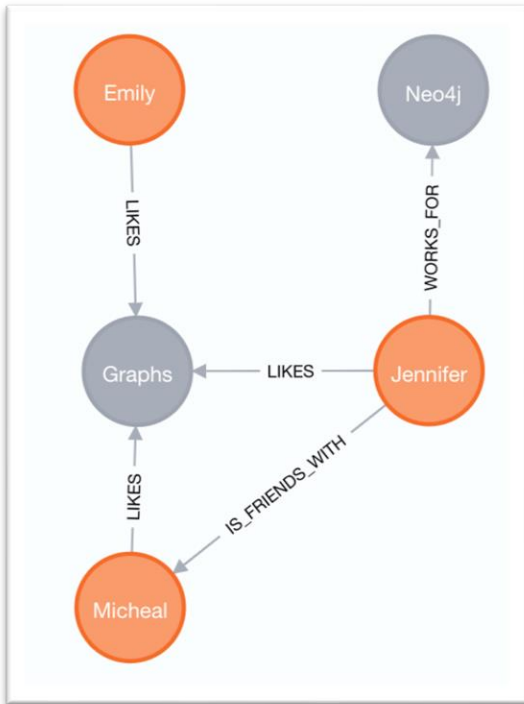 Emily
Neo4j
LIKES
WORKS_FOR
Graphs
LIKES
Jennifer
LIKES
IS_FRIENDS_WITH
Micheal